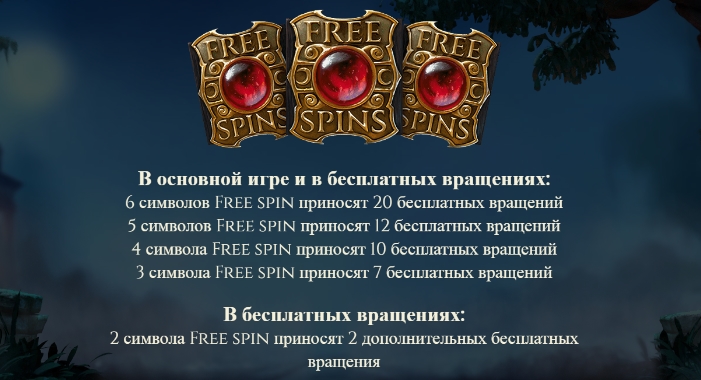 FREE FREE FREE
SPINS SPINS SPINS
В основной игре и в бесплатных вращениях:
6 символов FREE SPIN приносят 20 бесплатных вращений
5 символов FREE SPIN приносят 12 бесплатных вращений
4 символа FREE SPIN приносят 10 бесплатных вращений
3 символа FREE SPIN приносят 7 бесплатных вращений
В бесплатных вращениях:
2 символа FREE SPIN приносят 2 дополнительных бесплатных
вращения